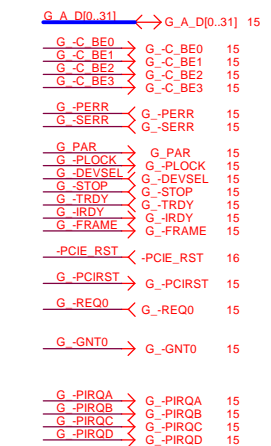 G_A_D[0..31] G_A_D[0..31] 15
G_-C_BE0 G_-C_BE0 15
G_-C_BE1 G_-C_BE1 15
G_-C_BE2 G_-C_BE2 15
G_-C_BE3 G_-C_BE3 15
G_-PERR G_-PERR 15
G_-SERR G_-SERR 15
G_PAR G_PAR 15
G_-PLOCK G_-PLOCK 15
G_-DEVSEL G_-DEVSEL 15
G_-STOP G_-STOP 15
G_-TRDY G_-TRDY 15
G_-IRDY G_-IRDY 15
G_-FRAME G_-FRAME 15
-PCIE_RST -PCIE_RST 16
G_-PCIRST G_-PCIRST 15
G_-REQ0 G_-REQ0 15
G_-GNT0 G_-GNT0 15
G_-PIRQA G_-PIRQA 15
G_-PIRQB G_-PIRQB 15
G_-PIRQC G_-PIRQC 15
G_-PIRQD G_-PIRQD 15